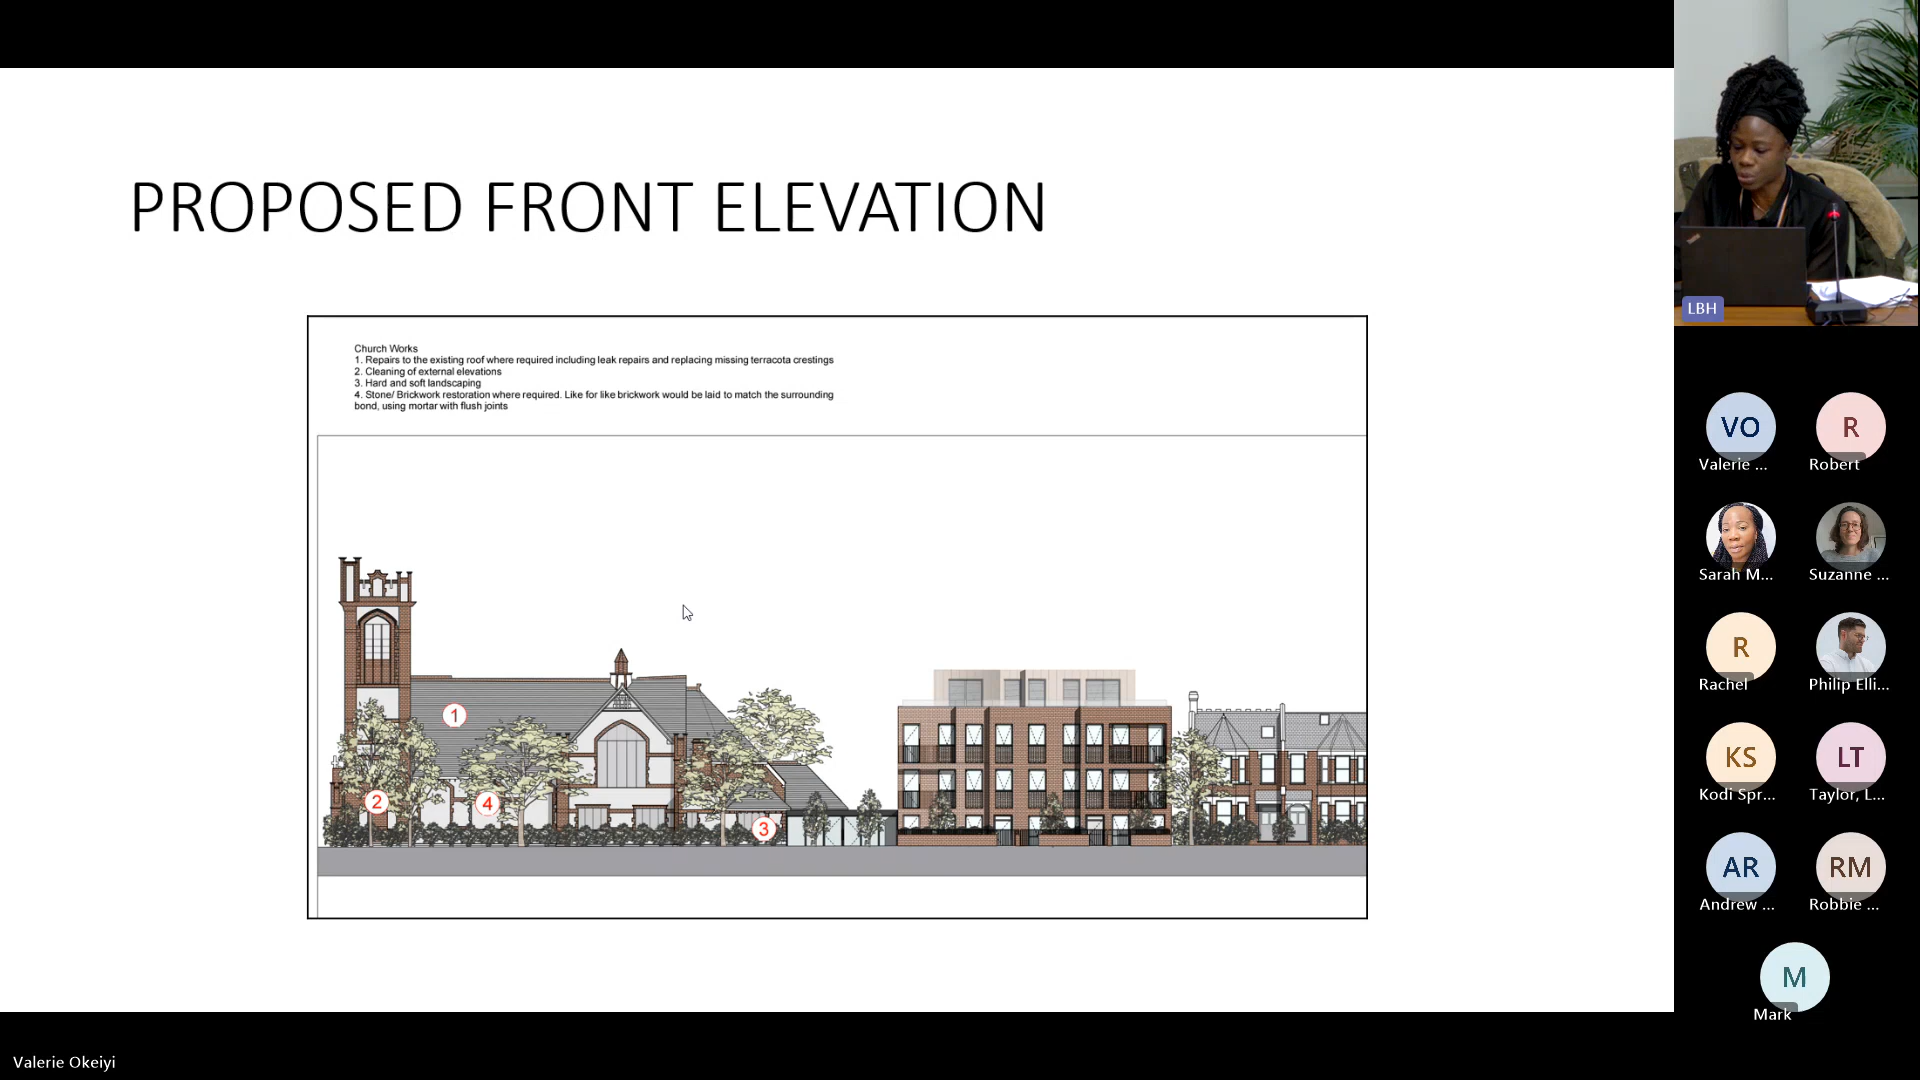 PROPOSED FRONT ELEVATION
Church Works
1. Repairs to the existing roof where required including leak repairs and replacing missing terracota crestings
2. Cleaning of external elevations
3. Hard and soft landscaping
4. Stone/ Brickwork restoration where required. Like for like brickwork would be laid to match the surrounding
bond, using mortar with flush joints
1
2
4
3
LBH
VO
Valerie ...
R
Robert
Sarah M...
Suzanne ...
R
Rachel
Philip Elli...
KS
Kodi Spr...
LT
Taylor, L...
AR
Andrew ...
RM
Robbie ...
M
Mark
Valerie Okeiyi